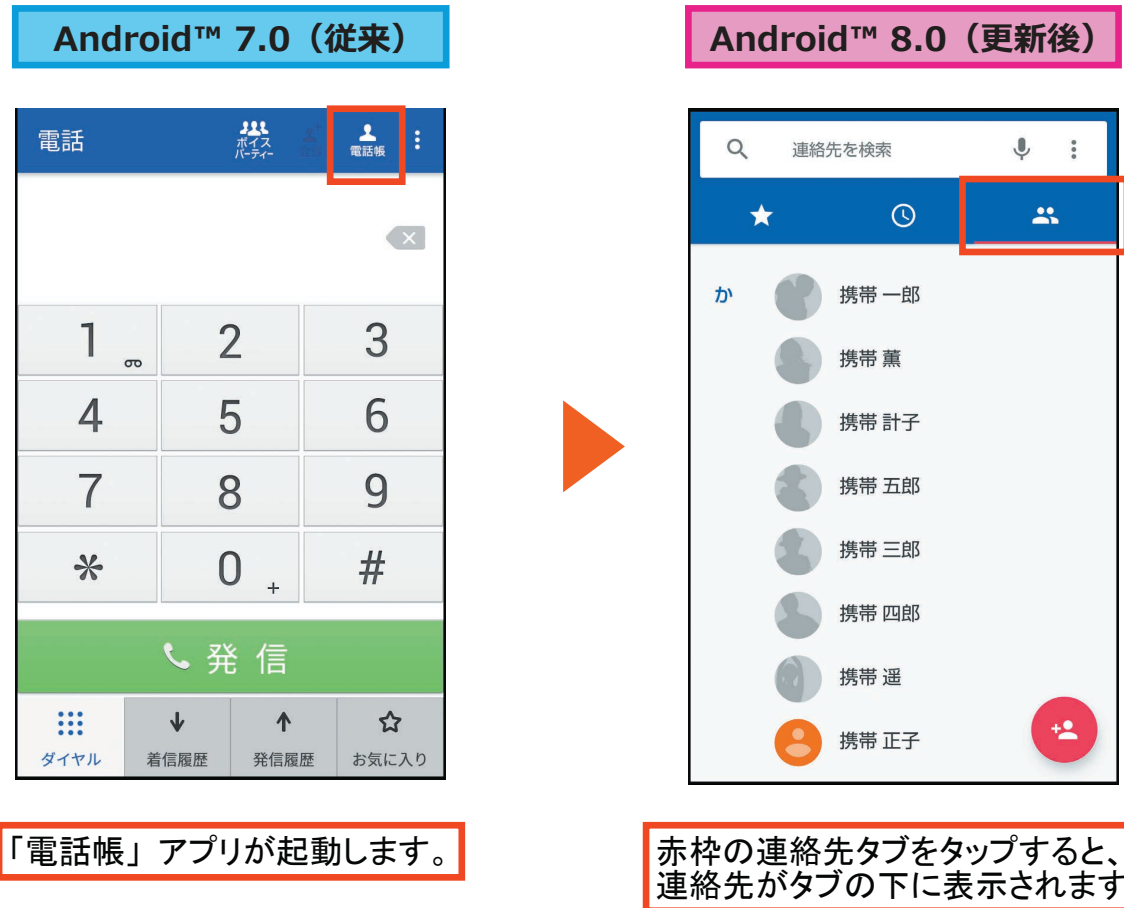 Android™ 7.0（従来）
電話
ボイス
パーティー
電話帳
1
2
3
4
5
6
7
8
9
*
0 +
#
発信
ダイヤル
着信履歴
発信履歴
お気に入り
「電話帳」アプリが起動します。
Android™ 8.0（更新後）
連絡先を検索
か
携帯 一郎
携帯 薫
携帯 計子
携帯 五郎
携帯 三郎
携帯 四郎
携帯 遥
携帯 正子
赤枠の連絡先タブをタップすると、
連絡先がタブの下に表示されます